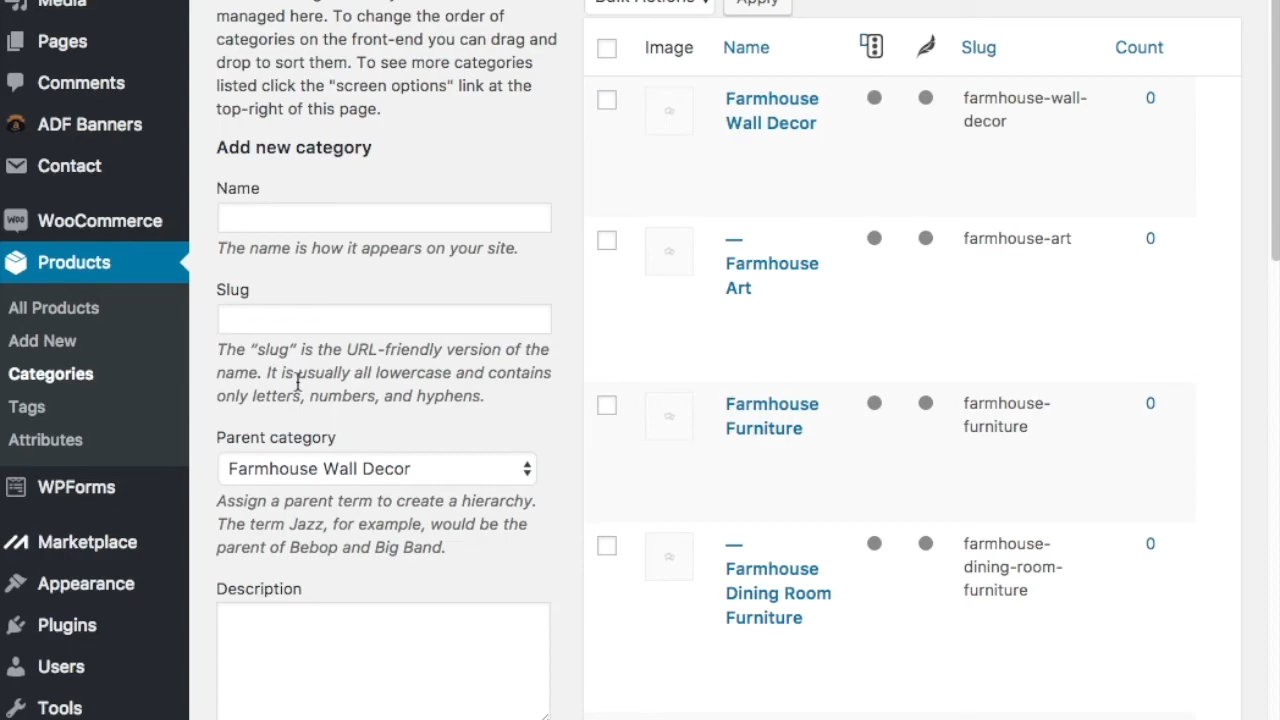 Media
Pages
Comments
ADF Banners
Contact
WooCommerce
Products
All Products
Add New
Categories
Tags
Attributes
WPForms
Marketplace
Appearance
Plugins
Users
Tools
managed here. To change the order of
categories on the front-end you can drag and
drop to sort them. To see more categories
listed click the "screen options" link at the
top-right of this page.
Add new category
Name
The name is how it appears on your site.
Slug
The “slug” is the URL-friendly version of the
name. It is usually all lowercase and contains
only letters, numbers, and hyphens.
Parent category
Farmhouse Wall Decor
Assign a parent term to create a hierarchy.
The term Jazz, for example, would be the
parent of Bebop and Big Band.
Description
Bulk Actions
Apply
Image
Name
Slug
Count
Farmhouse
Wall Decor
farmhouse-wall-
decor
0
—
Farmhouse
Art
farmhouse-art
0
Farmhouse
Furniture
farmhouse-
furniture
0
—
Farmhouse
Dining Room
Furniture
farmhouse-
dining-room-
furniture
0